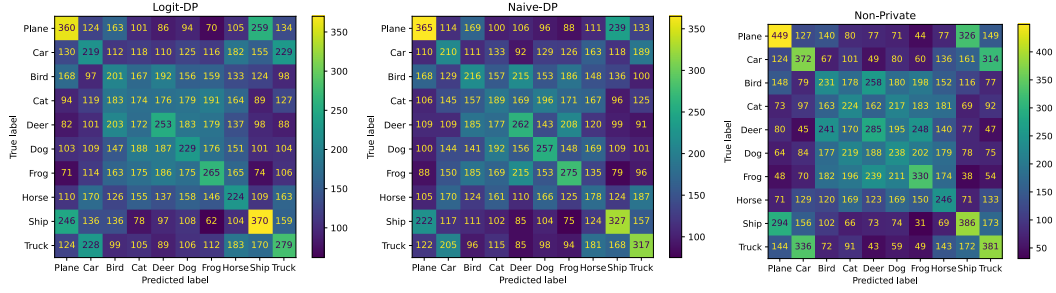 Logit-DP
True label
Plane 360 124 163 101 86 94 70 105 259 134
Car 130 219 112 118 110 125 116 182 155 229
Bird 168 97 201 167 192 156 159 133 124 98
Cat 94 119 183 174 176 179 191 164 89 127
Deer 82 101 203 172 253 183 179 137 98 88
Dog 103 109 147 188 187 229 176 151 101 104
Frog 71 114 163 175 186 175 265 165 74 106
Horse 110 170 126 155 137 158 146 224 109 163
Ship 246 136 136 78 97 108 62 104 370 159
Truck 124 228 99 105 89 106 112 183 170 279
Plane Car Bird Cat Deer Dog Frog Horse Ship Truck
Predicted label
350
300
250
200
150
100
Naive-DP
True label
Plane 365 114 151 105 94 96 88 111 239 133
Car 110 210 111 133 92 129 126 163 118 189
Bird 168 129 216 157 215 153 186 148 136 100
Cat 106 145 157 189 169 196 171 167 96 125
Deer 109 109 185 177 262 143 208 120 99 91
Dog 100 144 141 192 156 257 148 169 109 101
Frog 88 150 185 169 215 153 275 135 79 96
Horse 105 170 124 163 117 134 110 174 124 187
Ship 222 117 111 102 85 104 75 124 327 157
Truck 122 205 96 115 85 98 94 181 168 317
Plane Car Bird Cat Deer Dog Frog Horse Ship Truck
Predicted label
350
300
250
200
150
100
Non-Private
True label
Plane 449 127 140 80 77 71 44 77 326 149
Car 124 372 67 101 49 80 60 136 161 314
Bird 148 79 231 178 258 180 198 152 116 77
Cat 73 97 163 224 162 217 183 181 69 92
Deer 80 45 241 170 285 195 248 140 77 47
Dog 64 84 177 219 188 238 202 179 78 75
Frog 48 70 182 196 239 211 330 174 38 54
Horse 71 129 120 169 123 169 150 246 71 133
Ship 294 156 102 66 73 74 31 69 386 173
Truck 144 336 72 91 43 59 49 143 172 381
Plane Car Bird Cat Deer Dog Frog Horse Ship Truck
Predicted label
400
350
300
250
200
150
100
50